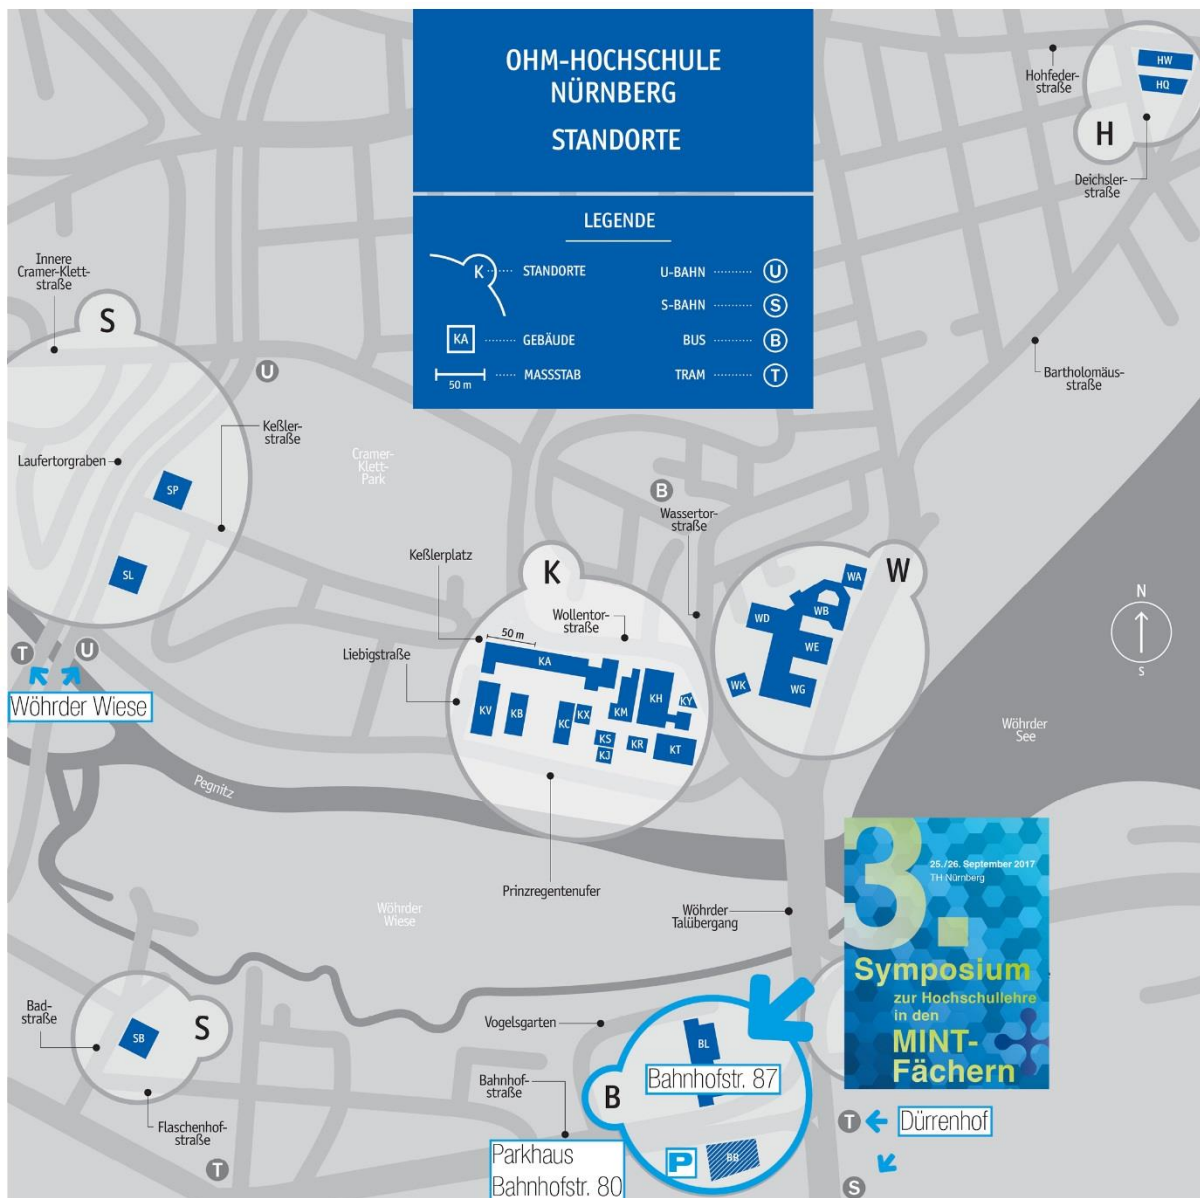 OHM-HOCHSCHULE
NÜRNBERG
STANDORTE
LEGENDE
K
STANDORTE
KA
GEBÄUDE
50 m
MASSSTAB
U-BAHN
U
S-BAHN
S
BUS
B
TRAM
T
Hohfeder-
straße
HW
HQ
H
Deichsler-
straße
Innere
Cramer-Klett-
straße
S
U
Bartholomäus-
straße
Keßler-
straße
Laufertorgraben
Cramer-
Klett-
Park
SP
SL
B
Wassertor-
straße
Keßlerplatz
K
W
WA
WB
WD
WE
WK
WG
Wollentor-
straße
50 m
Liebigstraße
KA
KV
KB
KC
KX
KM
KH
KY
KS
KJ
KR
KT
N
S
T
U
Wöhrder Wiese
Wöhrder
See
Pegnitz
Prinzregentenufer
Wöhrder
Wiese
Wöhrder
Talübergang
3.
25./26. September 2017
TH Nürnberg
Symposium
zur Hochschullehre
in den
MINT-
Fächern
Bad-
straße
SB
S
Vogelsgarten
BL
Bahnhofstr. 87
Bahnhof-
straße
B
Flaschenhof-
straße
T
T
Dürrenhof
Parkhaus
Bahnhofstr. 80
P
BB
S